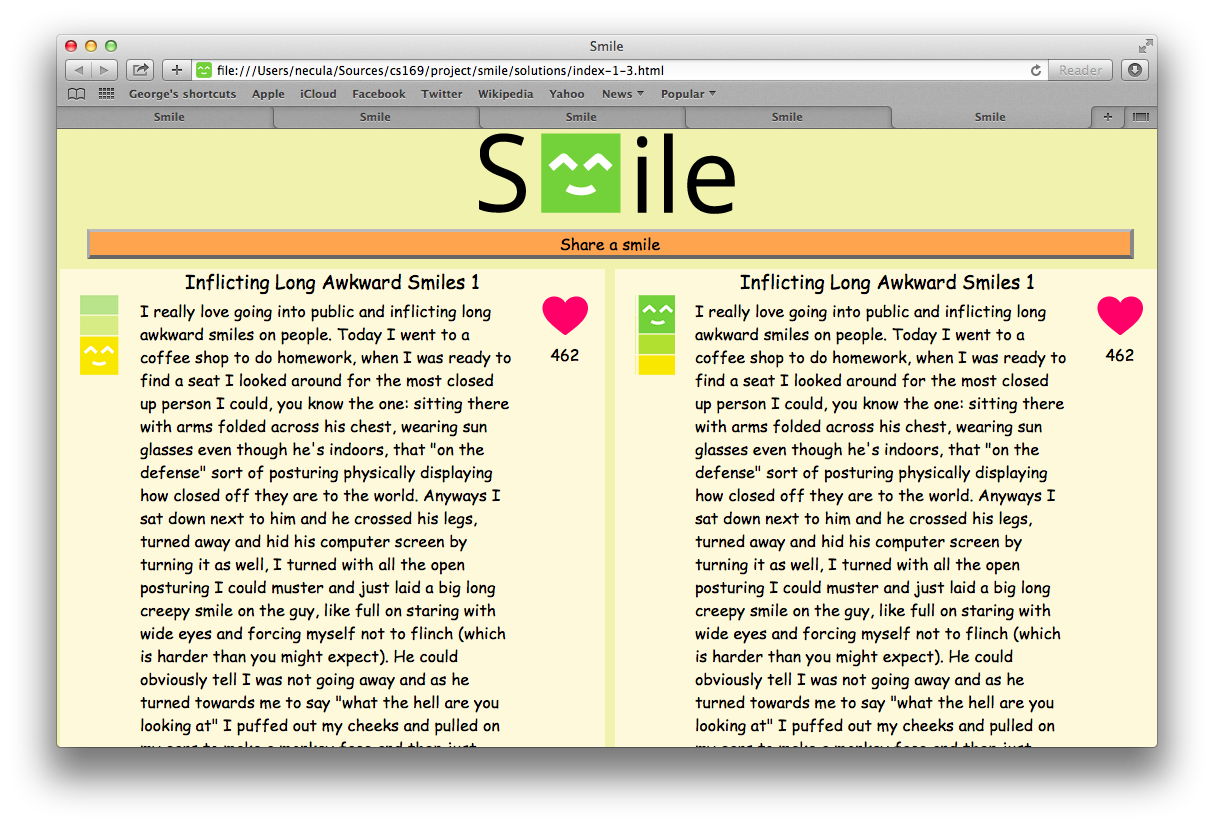 Smile
file:///Users/necula/Sources/cs169/project/smile/solutions/index-1-3.html
Reader
George's shortcuts Apple iCloud Facebook Twitter Wikipedia Yahoo News Popular
Smile Smile Smile Smile Smile
S ile
Share a smile
Inflicting Long Awkward Smiles 1
I really love going into public and inflicting long
awkward smiles on people. Today I went to a
coffee shop to do homework, when I was ready to
find a seat I looked around for the most closed
up person I could, you know the one: sitting there
with arms folded across his chest, wearing sun
glasses even though he's indoors, that "on the
defense" sort of posturing physically displaying
how closed off they are to the world. Anyways I
sat down next to him and he crossed his legs,
turned away and hid his computer screen by
turning it as well, I turned with all the open
posturing I could muster and just laid a big long
creepy smile on the guy, like full on staring with
wide eyes and forcing myself not to flinch (which
is harder than you might expect). He could
obviously tell I was not going away and as he
turned towards me to say "what the hell are you
looking at" I puffed out my cheeks and pulled on
my ears to make a monkey face and then just
462
Inflicting Long Awkward Smiles 1
I really love going into public and inflicting long
awkward smiles on people. Today I went to a
coffee shop to do homework, when I was ready to
find a seat I looked around for the most closed
up person I could, you know the one: sitting there
with arms folded across his chest, wearing sun
glasses even though he's indoors, that "on the
defense" sort of posturing physically displaying
how closed off they are to the world. Anyways I
sat down next to him and he crossed his legs,
turned away and hid his computer screen by
turning it as well, I turned with all the open
posturing I could muster and just laid a big long
creepy smile on the guy, like full on staring with
wide eyes and forcing myself not to flinch (which
is harder than you might expect). He could
obviously tell I was not going away and as he
turned towards me to say "what the hell are you
looking at" I puffed out my cheeks and pulled on
my ears to make a monkey face and then just
462